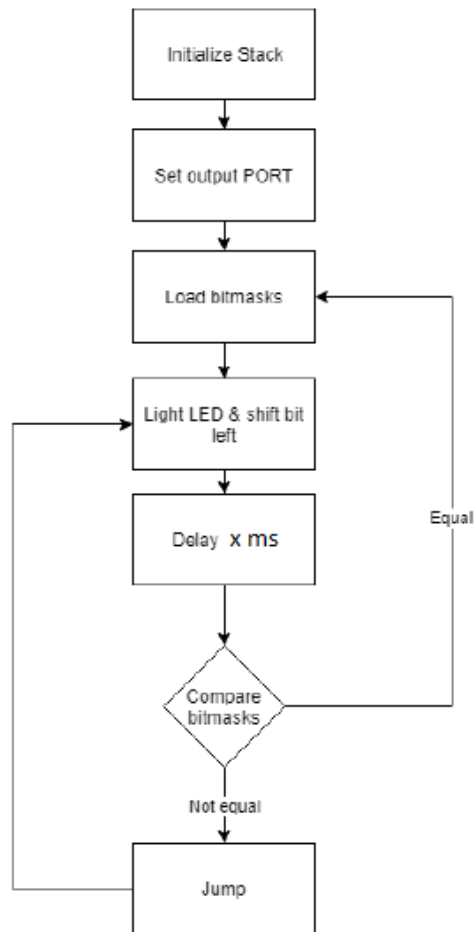 Initialize Stack
Set output PORT
Load bitmasks
Light LED & shift bit
left
Equal
Delay x ms
Compare
bitmasks
Not equal
Jump